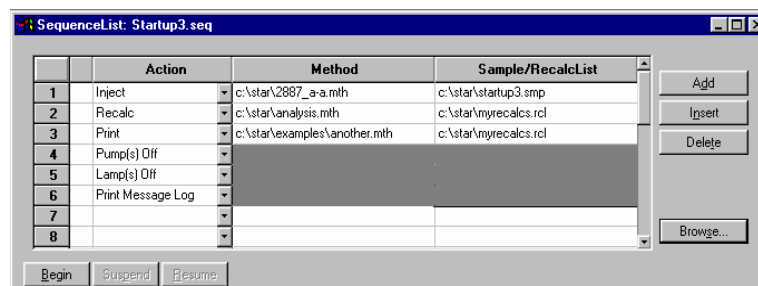 SequenceList: Startup3.seq
Action Method Sample/RecalcList
1 Inject c:\star\2887_a-a.mth c:\star\startup3.smp
2 Recalc c:\star\analysis.mth c:\star\myrecalcs.rcl
3 Print c:\star\examples\another.mth c:\star\myrecalcs.rcl
4 Pump(s) Off
5 Lamp(s) Off
6 Print Message Log
7
8
Add
Insert
Delete
Browse...
Begin Suspend Resume